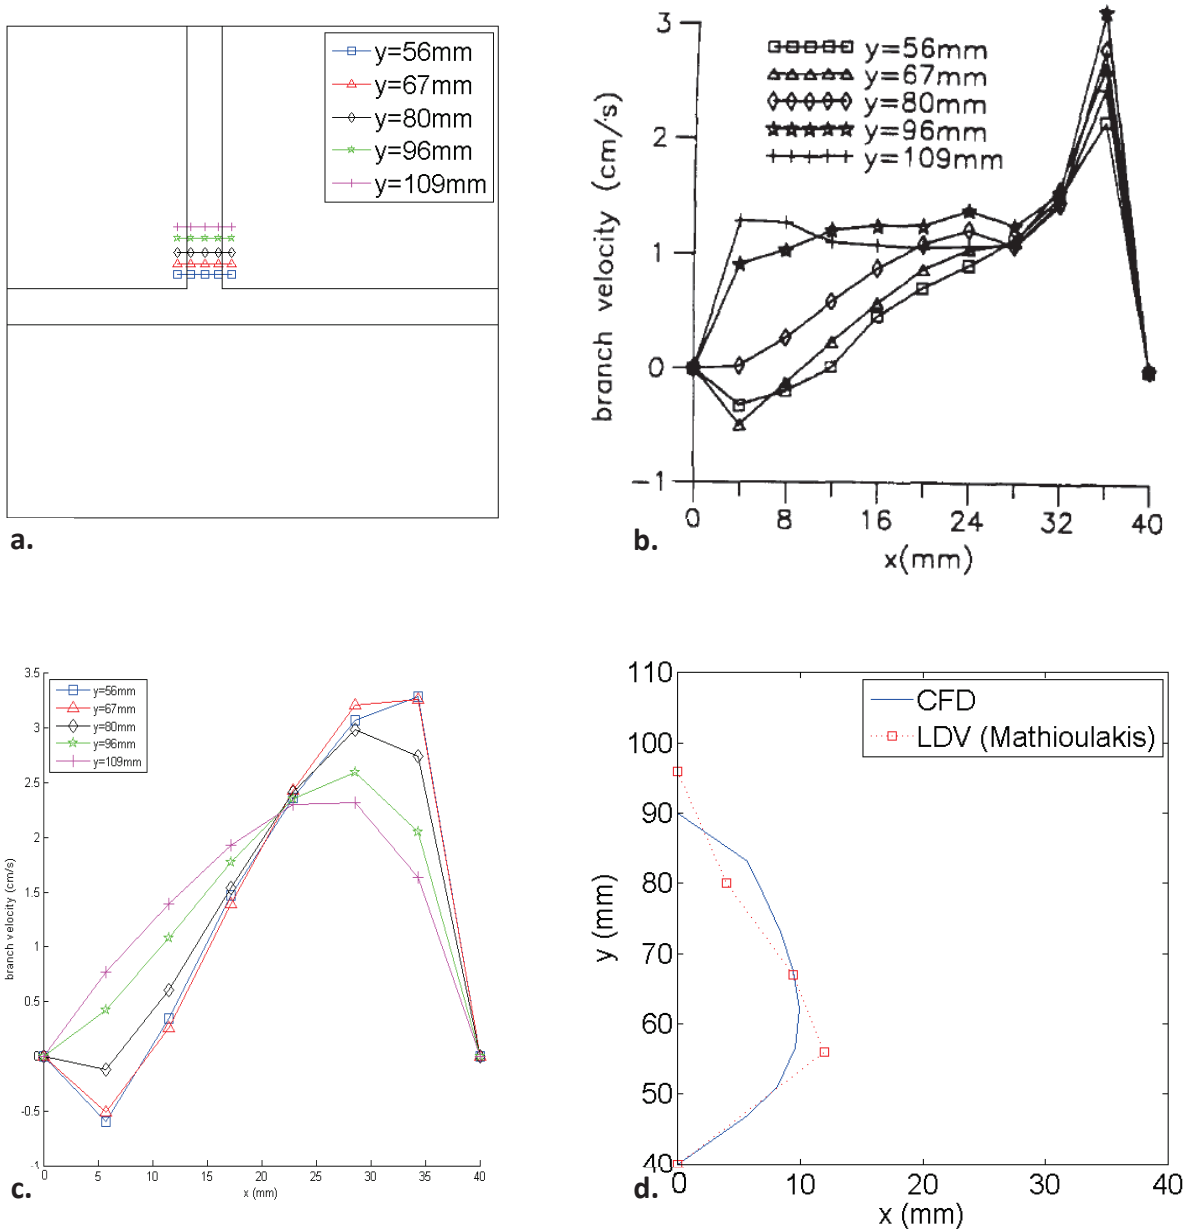 y=56mm
y=67mm
y=80mm
y=96mm
y=109mm
a.
branch velocity (cm/s)
3
2
1
0
-1
y=56mm
y=67mm
y=80mm
y=96mm
y=109mm
0 8 16 24 32 40
x(mm)
b.
branch velocity (cm/s)
3.5
3
2.5
2
1.5
1
0.5
0
-0.5
-1
y=56mm
y=67mm
y=80mm
y=96mm
y=109mm
0 5 10 15 20 25 30 35 40
x (mm)
c.
y (mm)
110
100
90
80
70
60
50
40
CFD
LDV (Mathioulakis)
0 10 20 30 40
x (mm)
d.